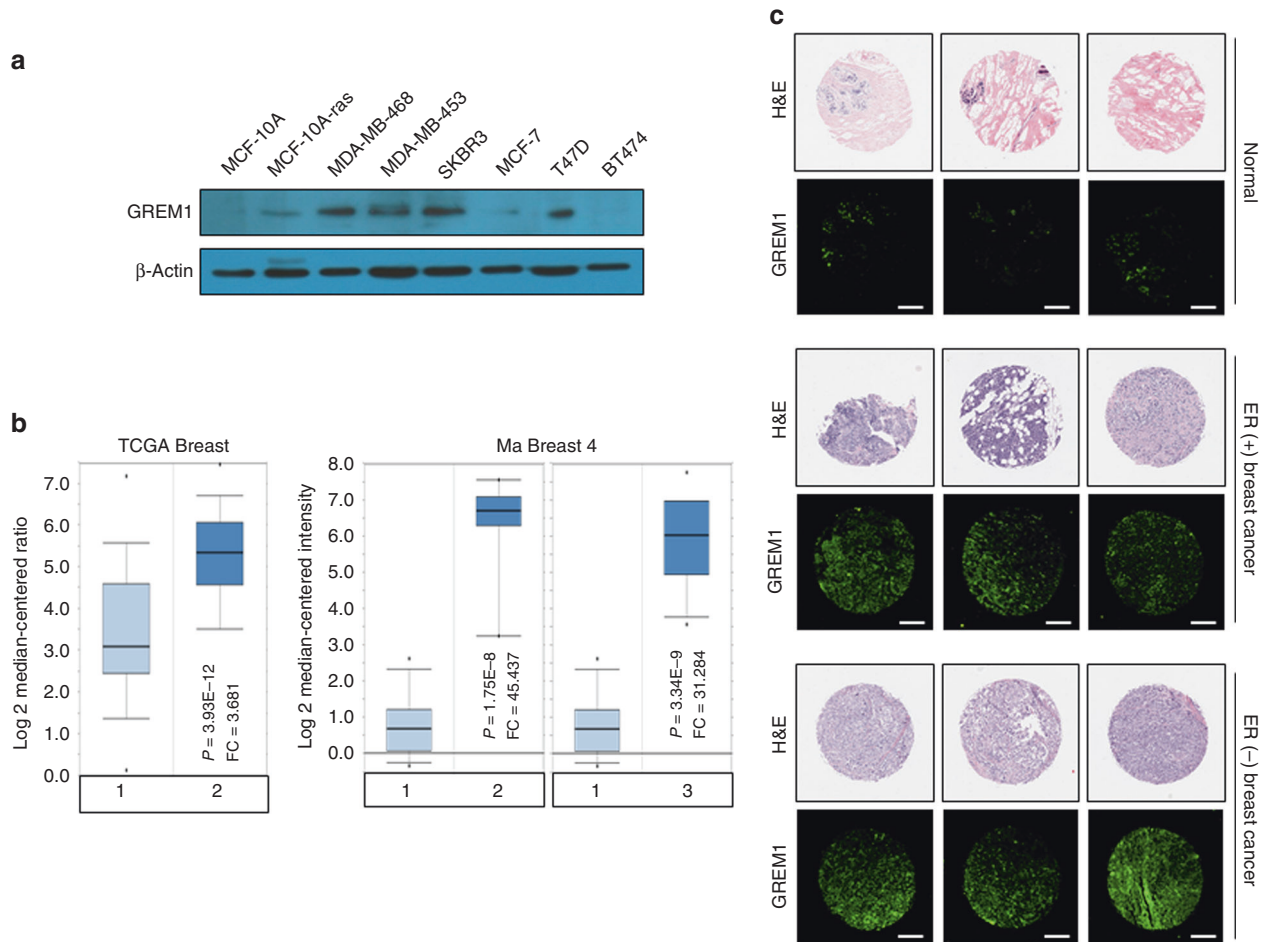 a
MCF-10A
MCF-10A-ras
MDA-MB-468
MDA-MB-453
SKBR3
MCF-7
T47D
BT474
GREM1
β-Actin
b
TCGA Breast
Log 2 median-centered ratio
7.0
6.0
5.0
4.0
3.0
2.0
1.0
0.0
P = 3.93E–12
FC = 3.681
1 2
Ma Breast 4
Log 2 median-centered intensity
8.0
7.0
6.0
5.0
4.0
3.0
2.0
1.0
0.0
P = 1.75E–8
FC = 45.437
P = 3.34E–9
FC = 31.284
1 2 1 3
c
H&E
GREM1
Normal
H&E
GREM1
ER (+) breast cancer
H&E
GREM1
ER (–) breast cancer